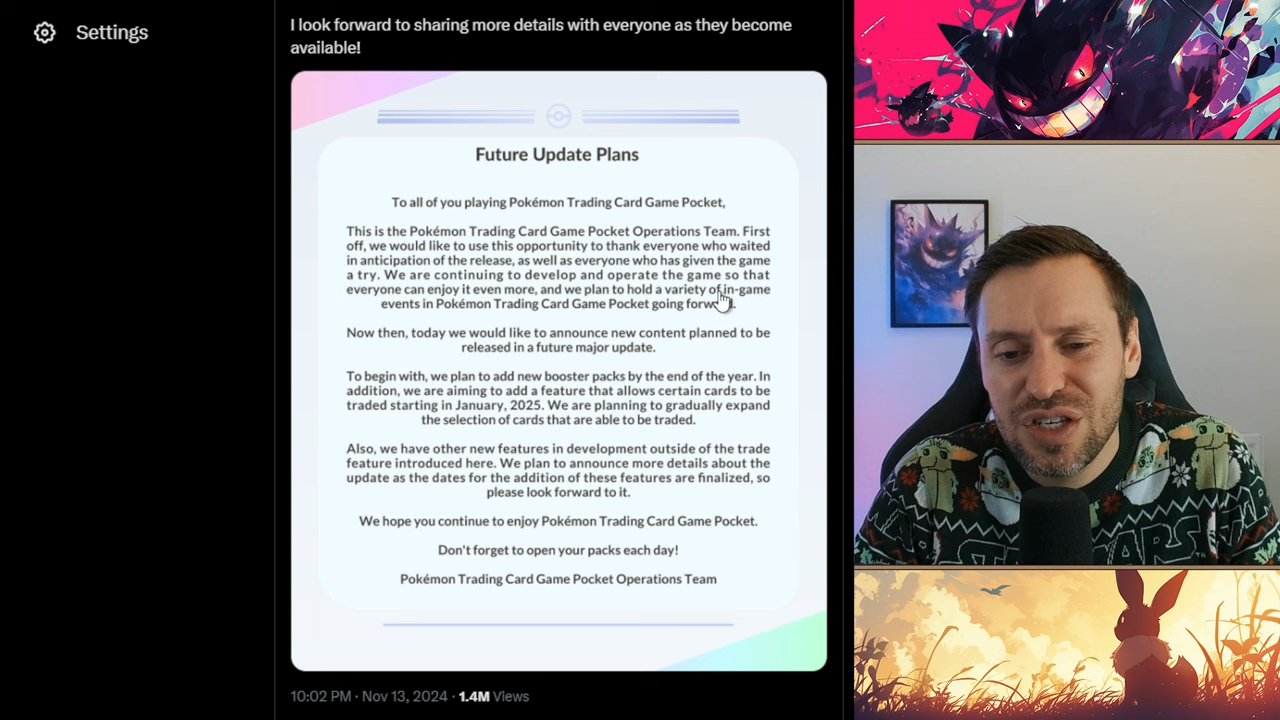 Settings
I look forward to sharing more details with everyone as they become
available!
Future Update Plans
To all of you playing Pokémon Trading Card Game Pocket,
This is the Pokémon Trading Card Game Pocket Operations Team. First
off, we would like to use this opportunity to thank everyone who waited
in anticipation of the release, as well as everyone who has given the game
a try. We are continuing to develop and operate the game so that
everyone can enjoy it even more, and we plan to hold a variety of in-game
events in Pokémon Trading Card Game Pocket going forward.
Now then, today we would like to announce new content planned to be
released in a future major update.
To begin with, we plan to add new booster packs by the end of the year. In
addition, we are aiming to add a feature that allows certain cards to be
traded starting in January, 2025. We are planning to gradually expand
the selection of cards that are able to be traded.
Also, we have other new features in development outside of the trade
feature introduced here. We plan to announce more details about the
update as the dates for the addition of these features are finalized, so
please look forward to it.
We hope you continue to enjoy Pokémon Trading Card Game Pocket.
Don't forget to open your packs each day!
Pokémon Trading Card Game Pocket Operations Team
10:02 PM · Nov 13, 2024 · 1.4M Views